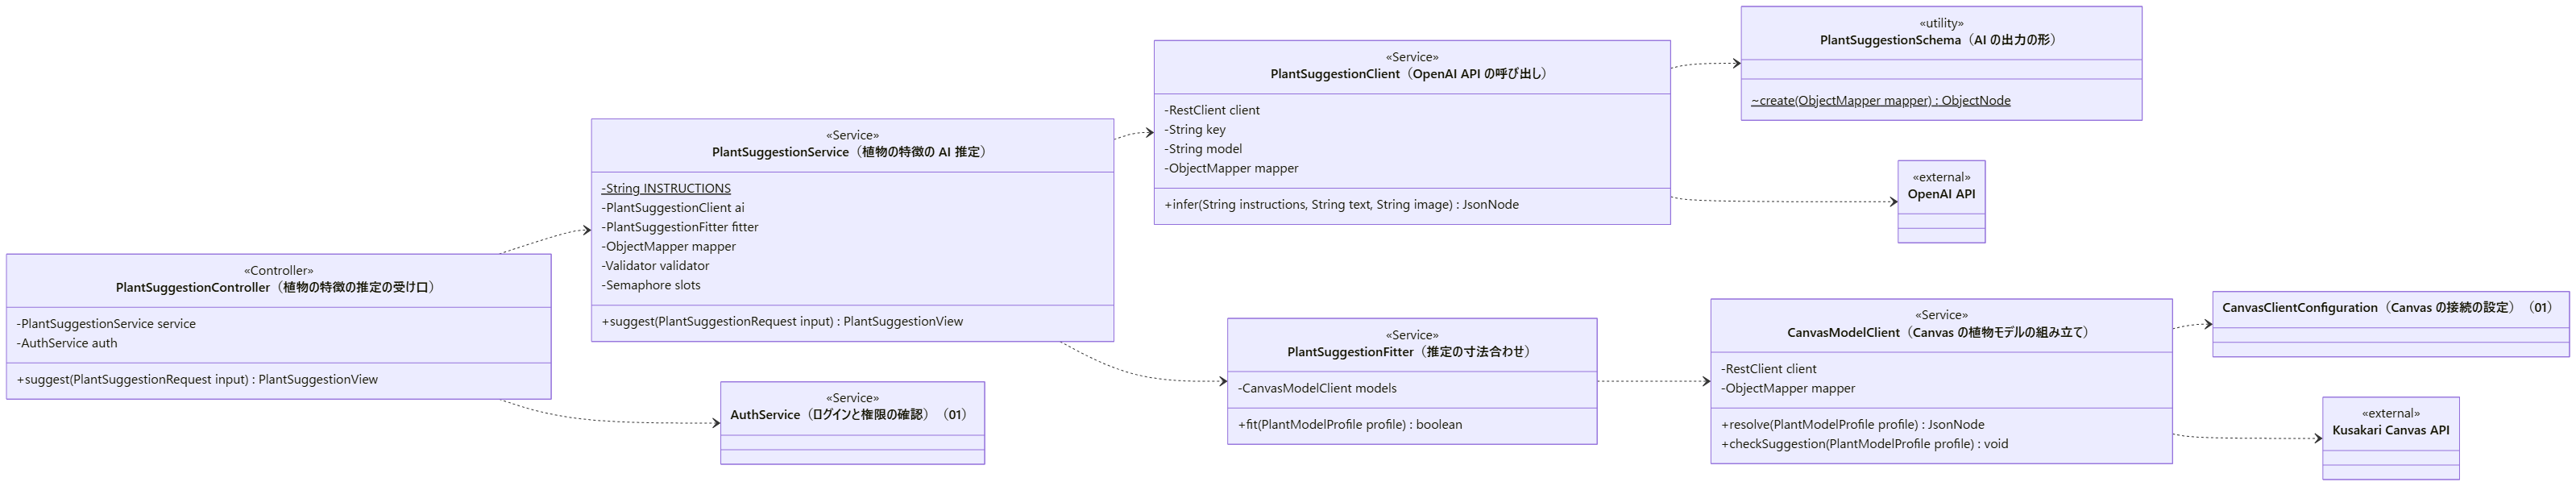 «Controller»
PlantSuggestionController（植物の特徴の推定の受け口）
-PlantSuggestionService service
-AuthService auth
+suggest(PlantSuggestionRequest input) : PlantSuggestionView
«Service»
PlantSuggestionService（植物の特徴の AI 推定）
-String INSTRUCTIONS
-PlantSuggestionClient ai
-PlantSuggestionFitter fitter
-ObjectMapper mapper
-Validator validator
-Semaphore slots
+suggest(PlantSuggestionRequest input) : PlantSuggestionView
«Service»
AuthService（ログインと権限の確認）（01）
«Service»
PlantSuggestionClient（OpenAI API の呼び出し）
-RestClient client
-String key
-String model
-ObjectMapper mapper
+infer(String instructions, String text, String image) : JsonNode
«Service»
PlantSuggestionFitter（推定の寸法合わせ）
-CanvasModelClient models
+fit(PlantModelProfile profile) : boolean
«utility»
PlantSuggestionSchema（AI の出力の形）
~create(ObjectMapper mapper) : ObjectNode
«external»
OpenAI API
«Service»
CanvasModelClient（Canvas の植物モデルの組み立て）
-RestClient client
-ObjectMapper mapper
+resolve(PlantModelProfile profile) : JsonNode
+checkSuggestion(PlantModelProfile profile) : void
CanvasClientConfiguration（Canvas の接続の設定）（01）
«external»
Kusakari Canvas API